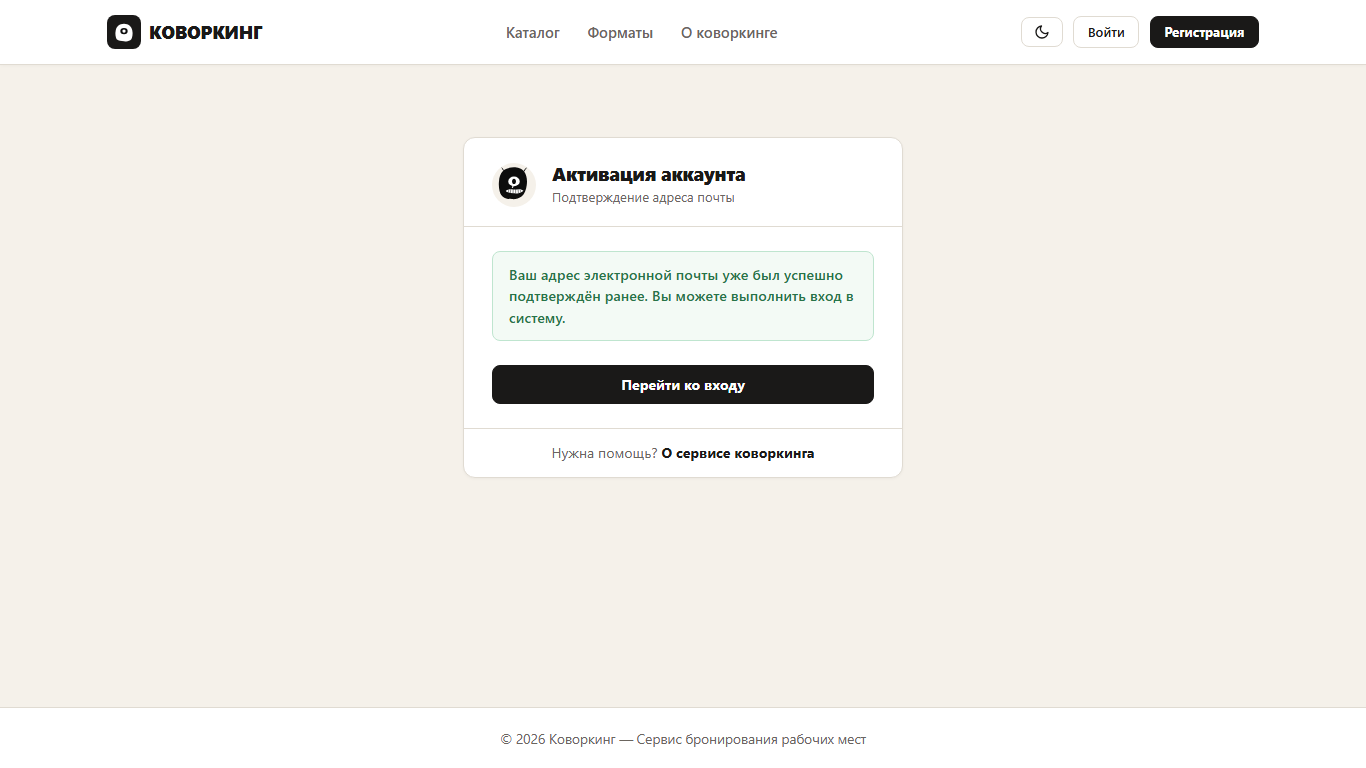 КОВОРКИНГ
Каталог Форматы О коворкинге
Войти Регистрация
Активация аккаунта
Подтверждение адреса почты
Ваш адрес электронной почты уже был успешно
подтверждён ранее. Вы можете выполнить вход в
систему.
Перейти ко входу
Нужна помощь? О сервисе коворкинга
© 2026 Коворкинг — Сервис бронирования рабочих мест